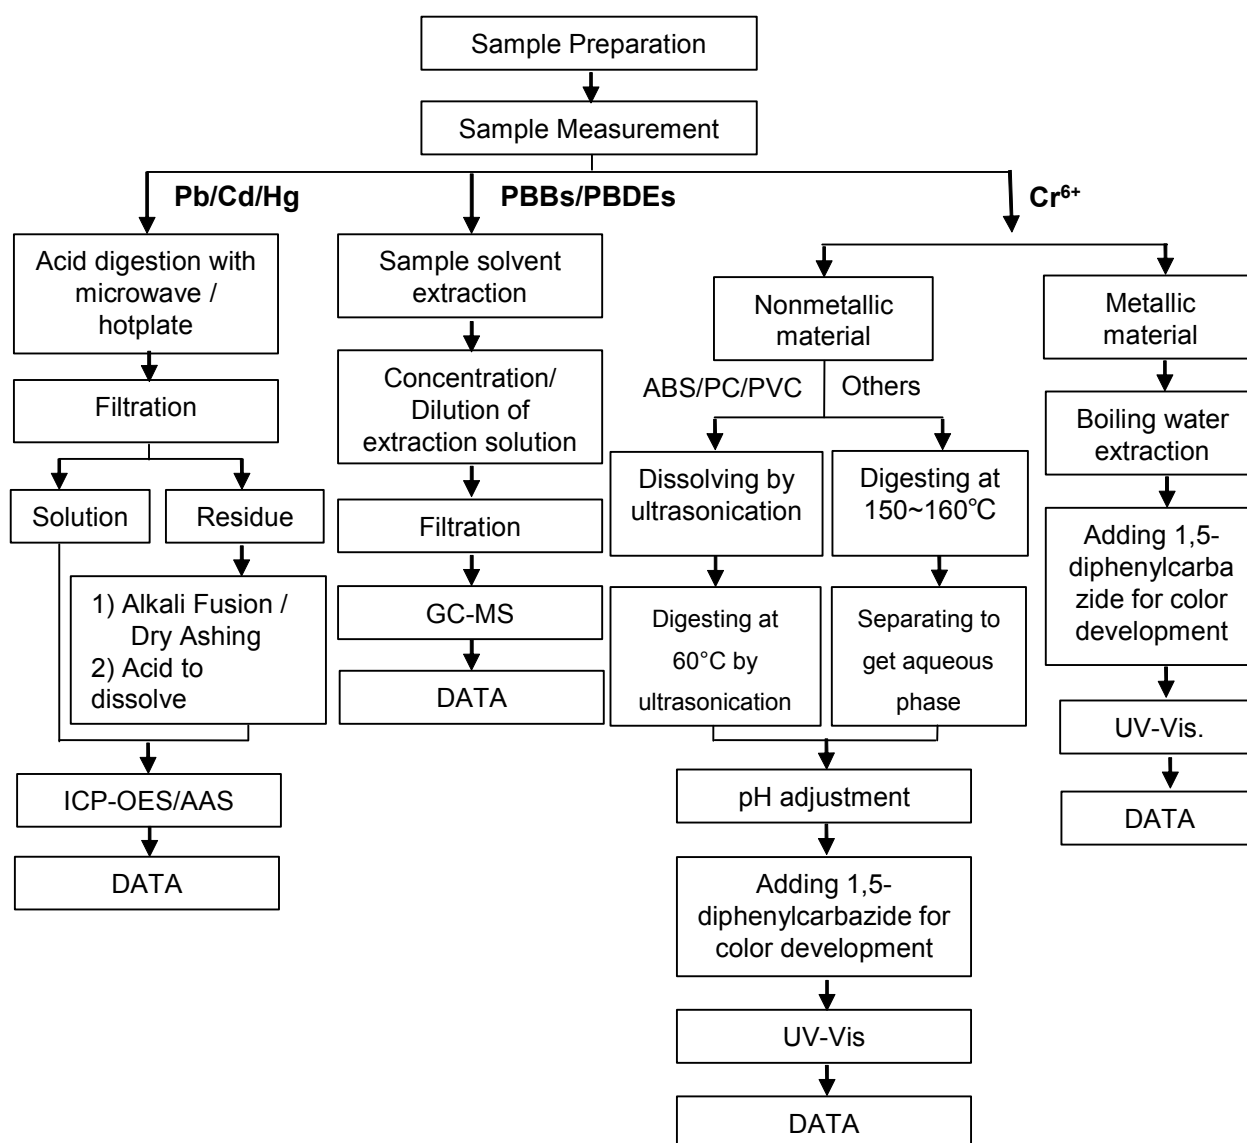 Sample Preparation
Sample Measurement
Pb/Cd/Hg
PBBs/PBDEs
Cr⁶⁺
Acid digestion with
microwave /
hotplate
Filtration
Solution
Residue
1) Alkali Fusion /
Dry Ashing
2) Acid to
dissolve
ICP-OES/AAS
DATA
Sample solvent
extraction
Concentration/
Dilution of
extraction solution
Filtration
GC-MS
DATA
Nonmetallic
material
ABS/PC/PVC
Others
Dissolving by
ultrasonication
Digesting at
60°C by
ultrasonication
Digesting at
150~160℃
Separating to
get aqueous
phase
pH adjustment
Adding 1,5-
diphenylcarbazide for
color development
UV-Vis
DATA
Metallic
material
Boiling water
extraction
Adding 1,5-
diphenylcarba
zide for color
development
UV-Vis.
DATA